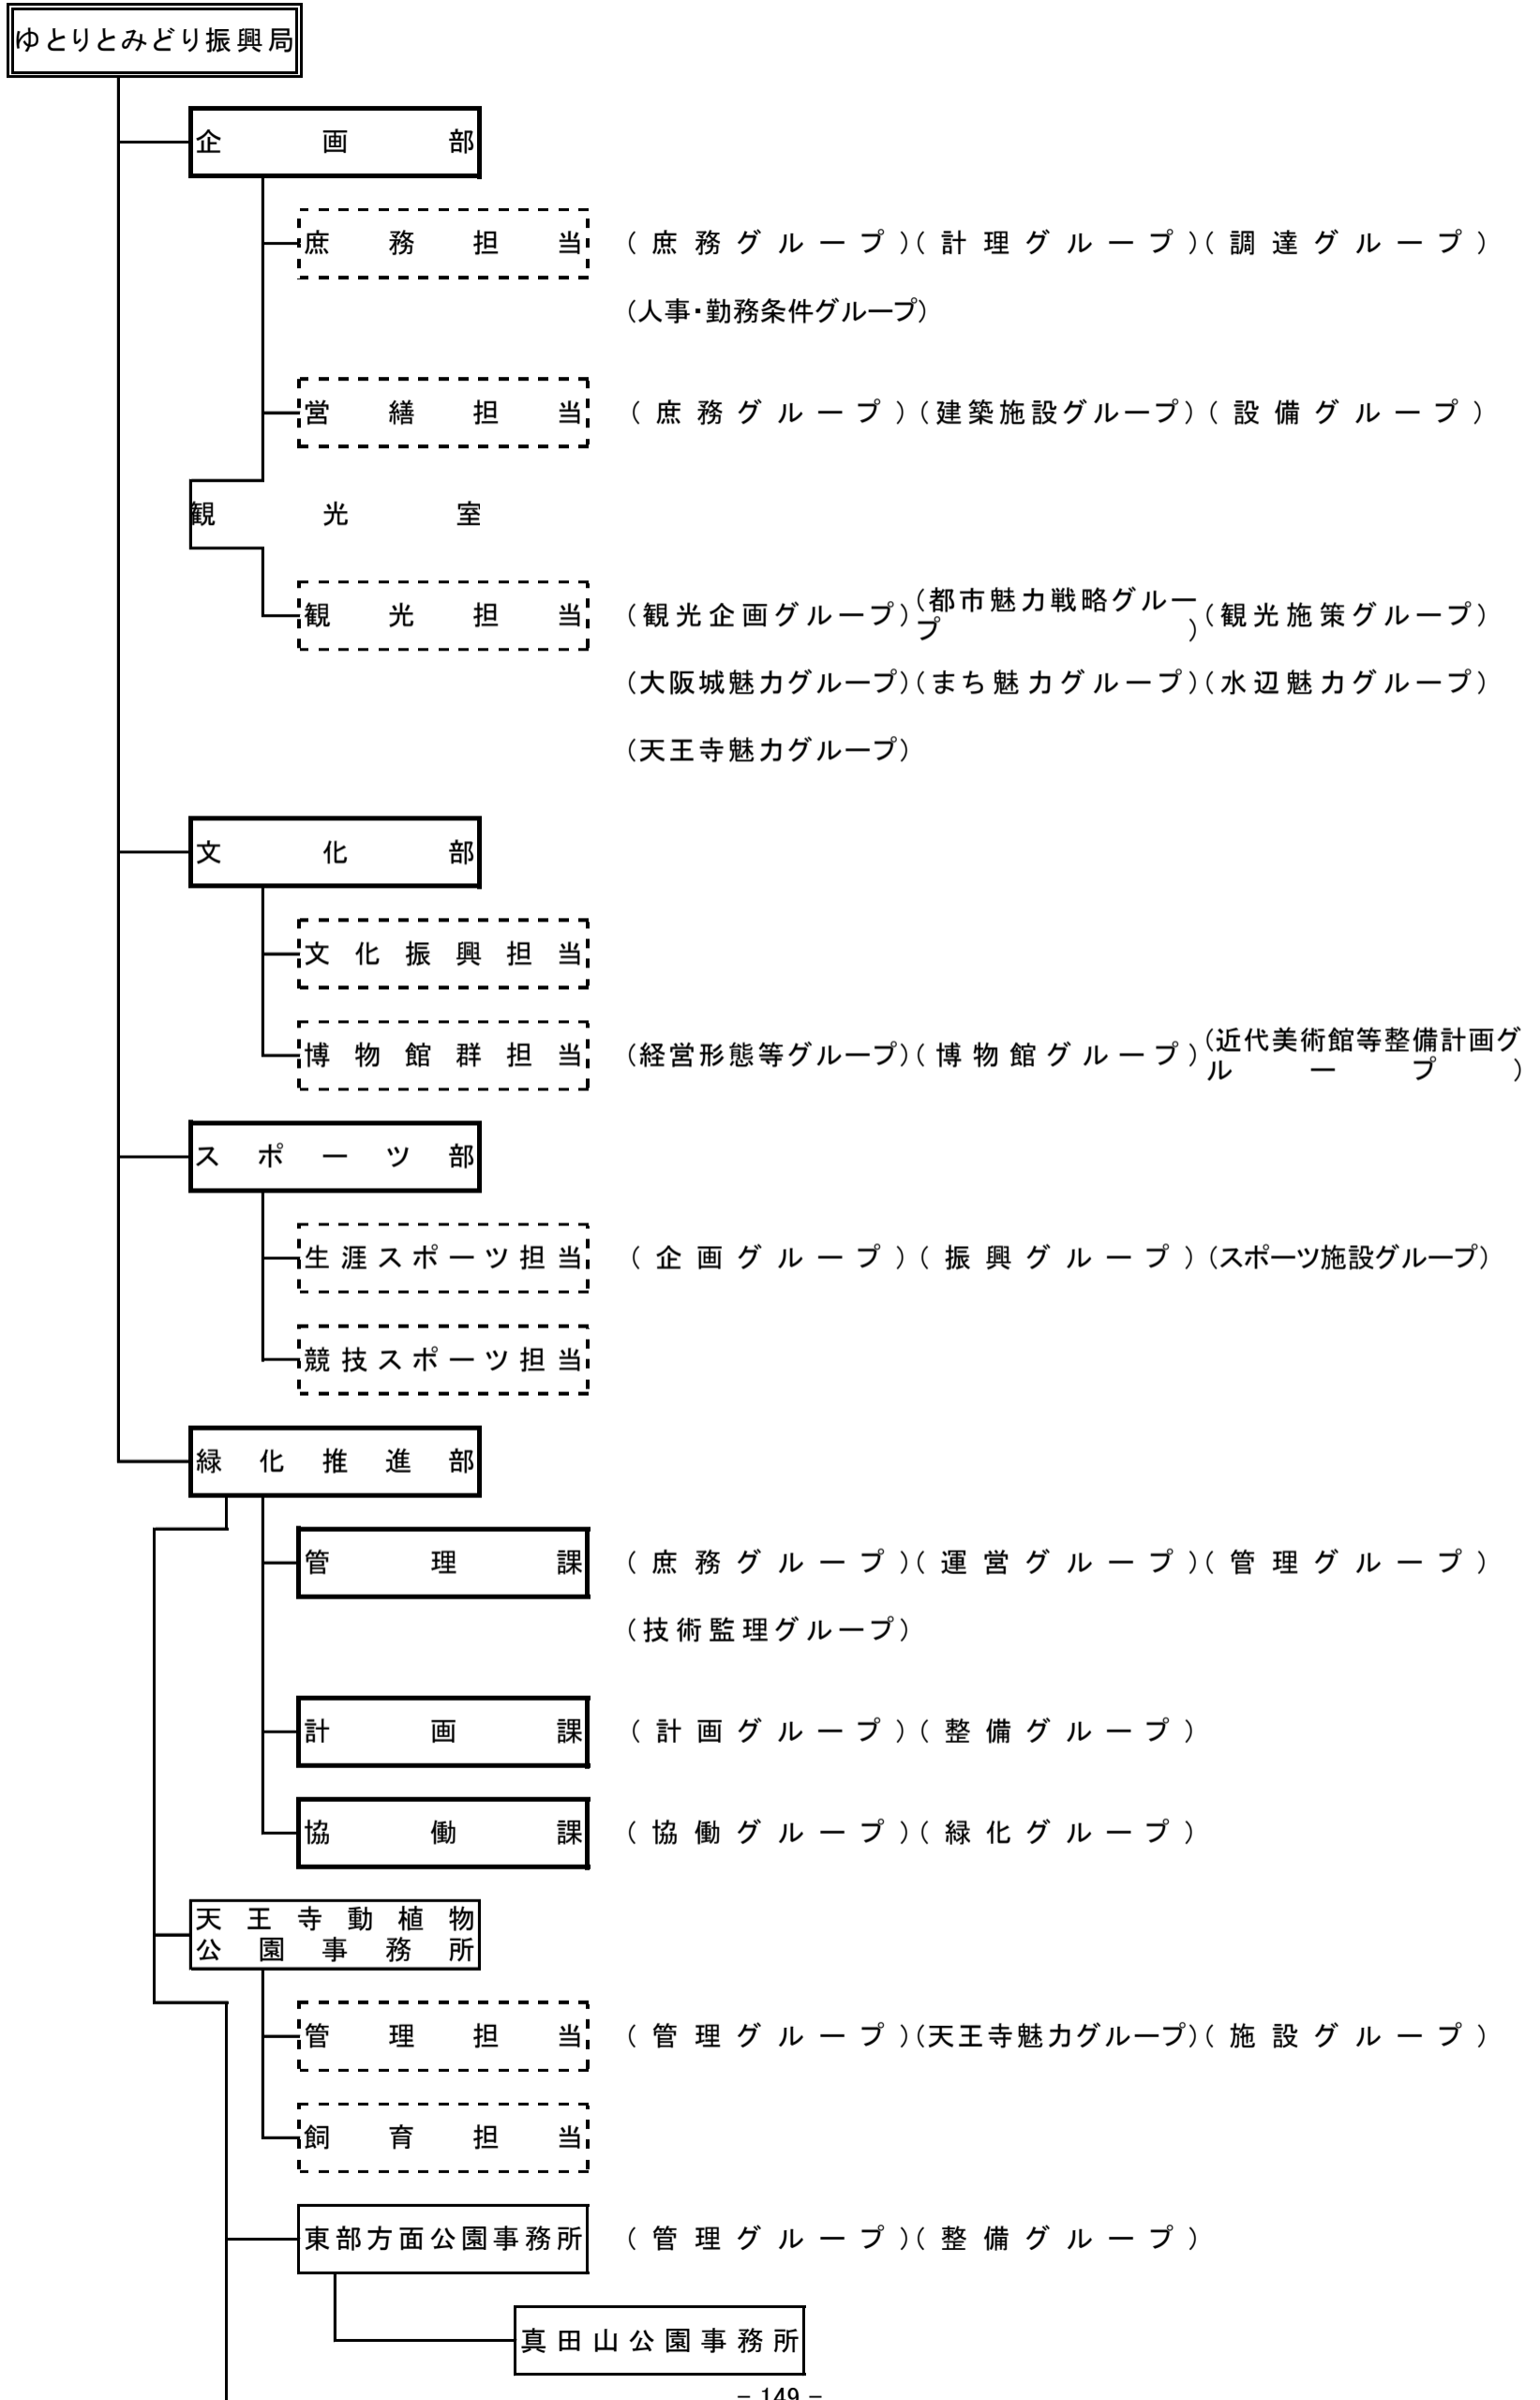 ゆとりとみどり振興局
企画部
庶務担当 (庶務グループ)(計理グループ)(調達グループ)
(人事・勤務条件グループ)
営繕担当 (庶務グループ)(建築施設グループ)(設備グループ)
観光室
観光担当 (観光企画グループ)(都市魅力戦略グループ)(観光施策グループ)
(大阪城魅力グループ)(まち魅力グループ)(水辺魅力グループ)
(天王寺魅力グループ)
文化部
文化振興担当
博物館群担当 (経営形態等グループ)(博物館グループ)(近代美術館等整備計画グループ)
スポーツ部
生涯スポーツ担当 (企画グループ)(振興グループ)(スポーツ施設グループ)
競技スポーツ担当
緑化推進部
管理課 (庶務グループ)(運営グループ)(管理グループ)
(技術監理グループ)
計画課 (計画グループ)(整備グループ)
協働課 (協働グループ)(緑化グループ)
天王寺動植物
公園事務所
管理担当 (管理グループ)(天王寺魅力グループ)(施設グループ)
飼育担当
東部方面公園事務所 (管理グループ)(整備グループ)
真田山公園事務所
- 149 -